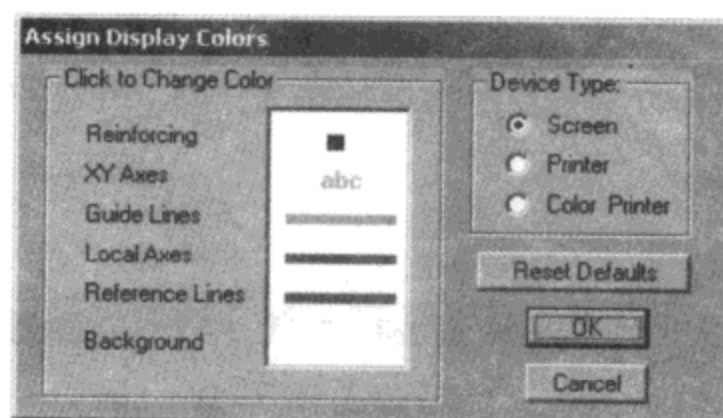 Assign Display Colors
Click to Change Color
Reinforcing
XY Axes
abc
Guide Lines
Local Axes
Reference Lines
Background
Device Type:
Screen
Printer
Color Printer
Reset Defaults
OK
Cancel